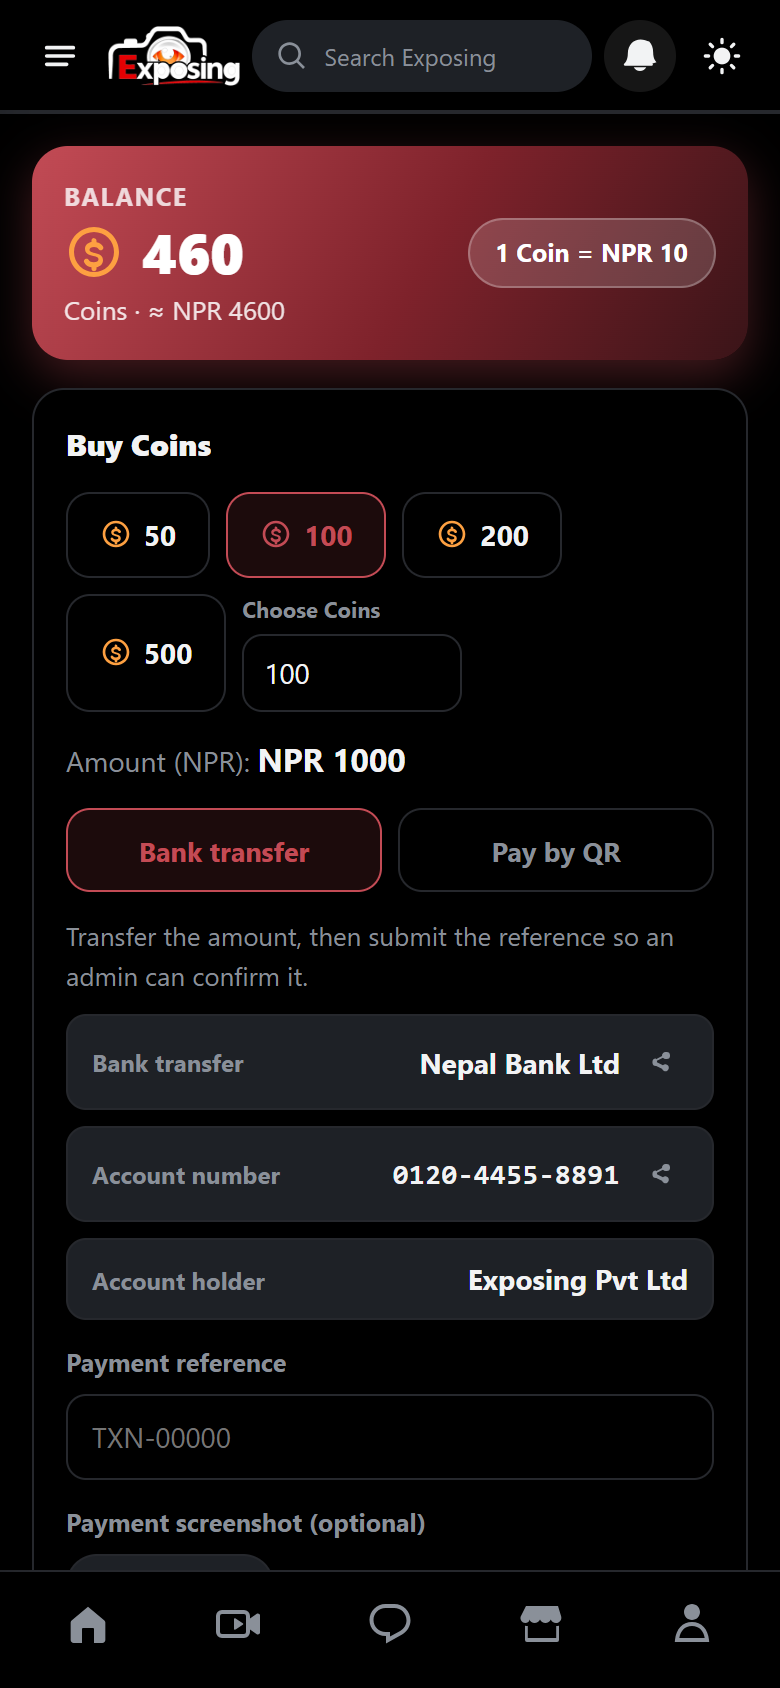 Exposing
Search Exposing
BALANCE
460
1 Coin = NPR 10
Coins · ≈ NPR 4600
Buy Coins
50
100
200
500
Choose Coins
100
Amount (NPR): NPR 1000
Bank transfer
Pay by QR
Transfer the amount, then submit the reference so an
admin can confirm it.
Bank transfer
Nepal Bank Ltd
Account number
0120-4455-8891
Account holder
Exposing Pvt Ltd
Payment reference
TXN-00000
Payment screenshot (optional)